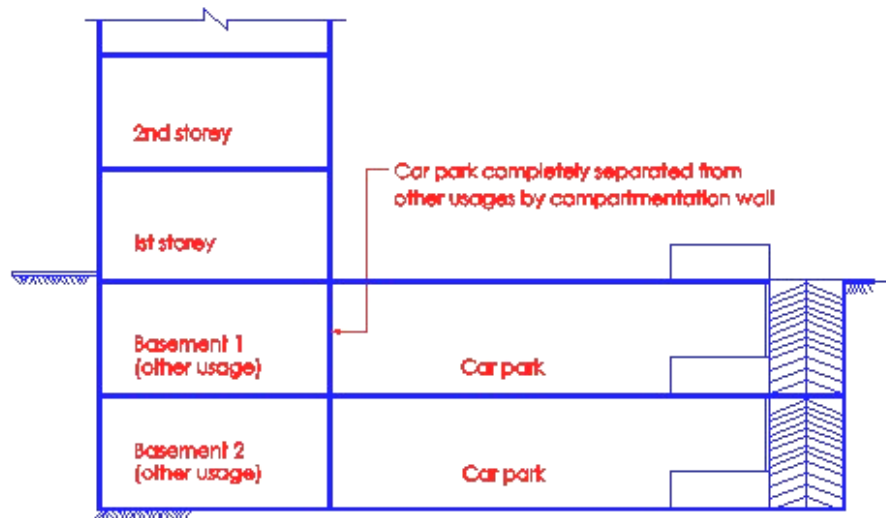 2nd storey
Car park completely separated from
other usages by compartmentation wall
1st storey
Basement 1
(other usage)
Car park
Basement 2
(other usage)
Car park